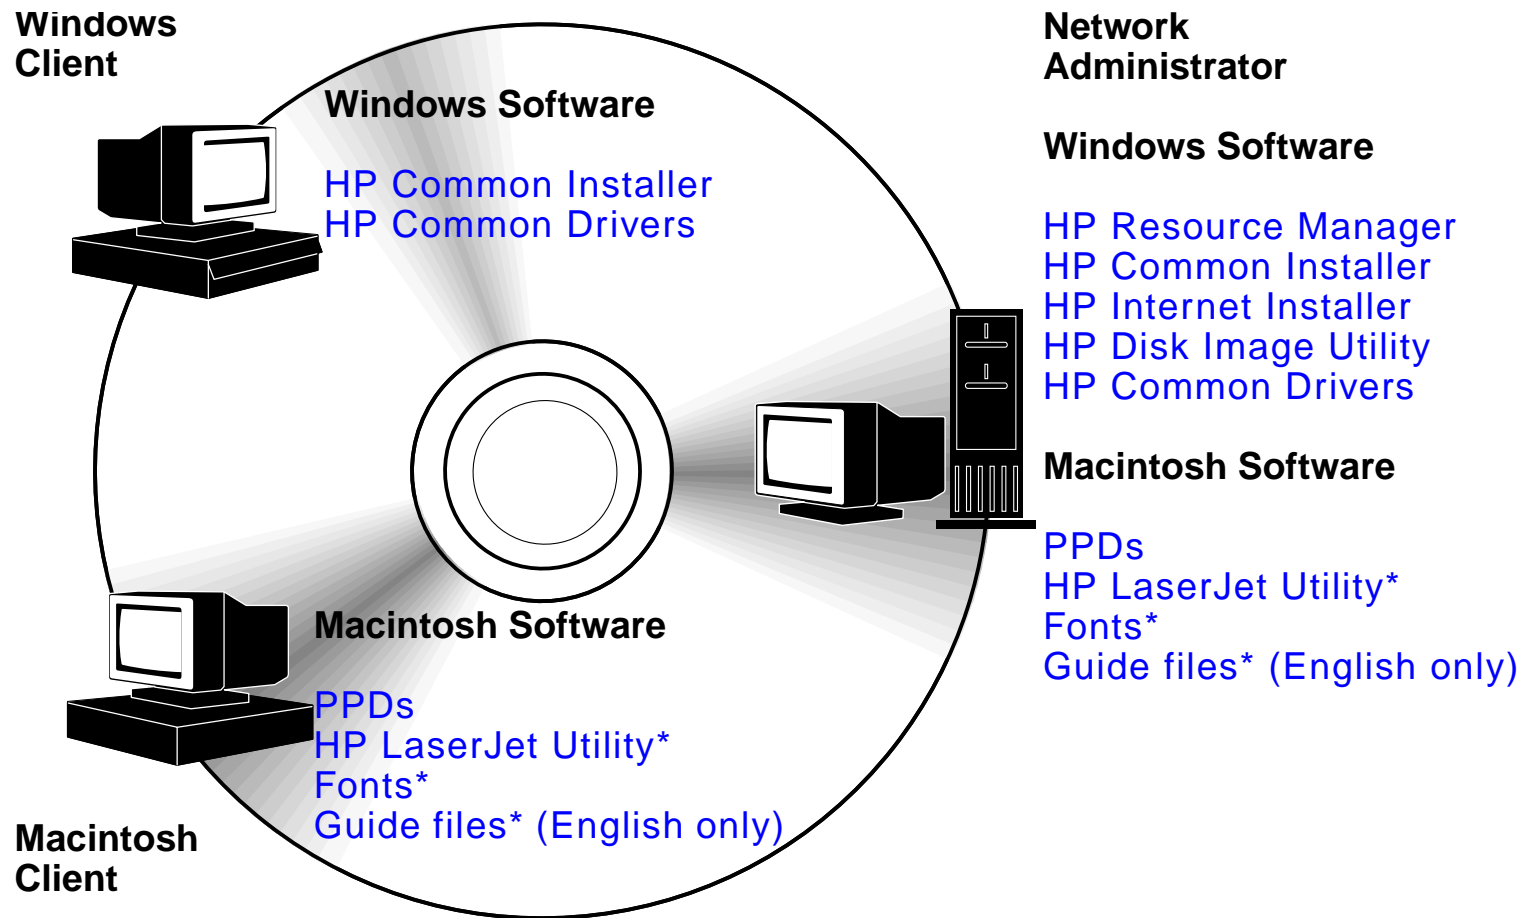 Windows
Client
Windows Software
HP Common Installer
HP Common Drivers
Network
Administrator
Windows Software
HP Resource Manager
HP Common Installer
HP Internet Installer
HP Disk Image Utility
HP Common Drivers
Macintosh Software
PPDs
HP LaserJet Utility*
Fonts*
Guide files* (English only)
Macintosh Software
PPDs
HP LaserJet Utility*
Fonts*
Guide files* (English only)
Macintosh
Client